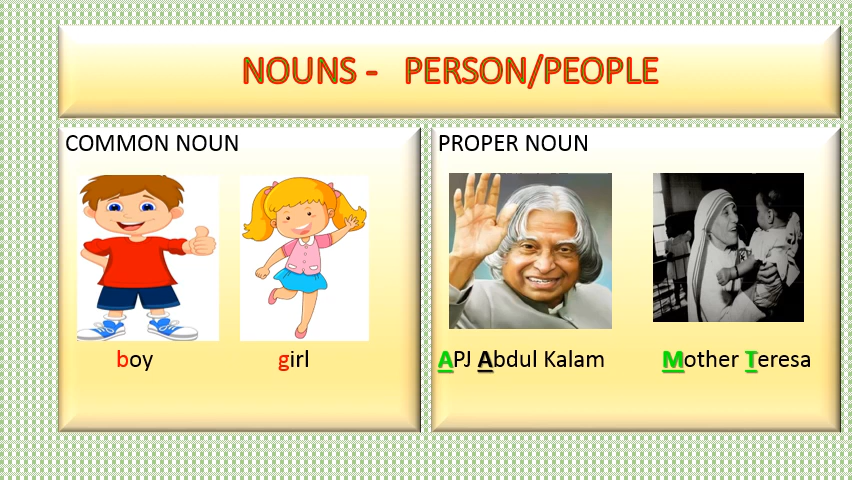 NOUNS - PERSON/PEOPLE
COMMON NOUN
boy girl
PROPER NOUN
APJ Abdul Kalam Mother Teresa